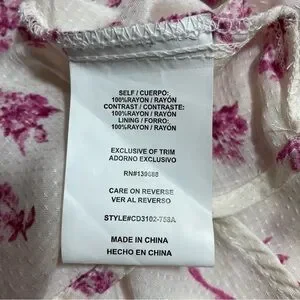 SELF / CUERPO:
100%RAYON / RAYÓN
CONTRAST / CONTRASTE:
100%RAYON / RAYÓN
LINING / FORRO:
100%RAYON / RAYÓN
EXCLUSIVE OF TRIM
ADORNO EXCLUSIVO
RN#139688
CARE ON REVERSE
VER AL REVERSO
STYLE#CD3102-758A
MADE IN CHINA
HECHO EN CHINA